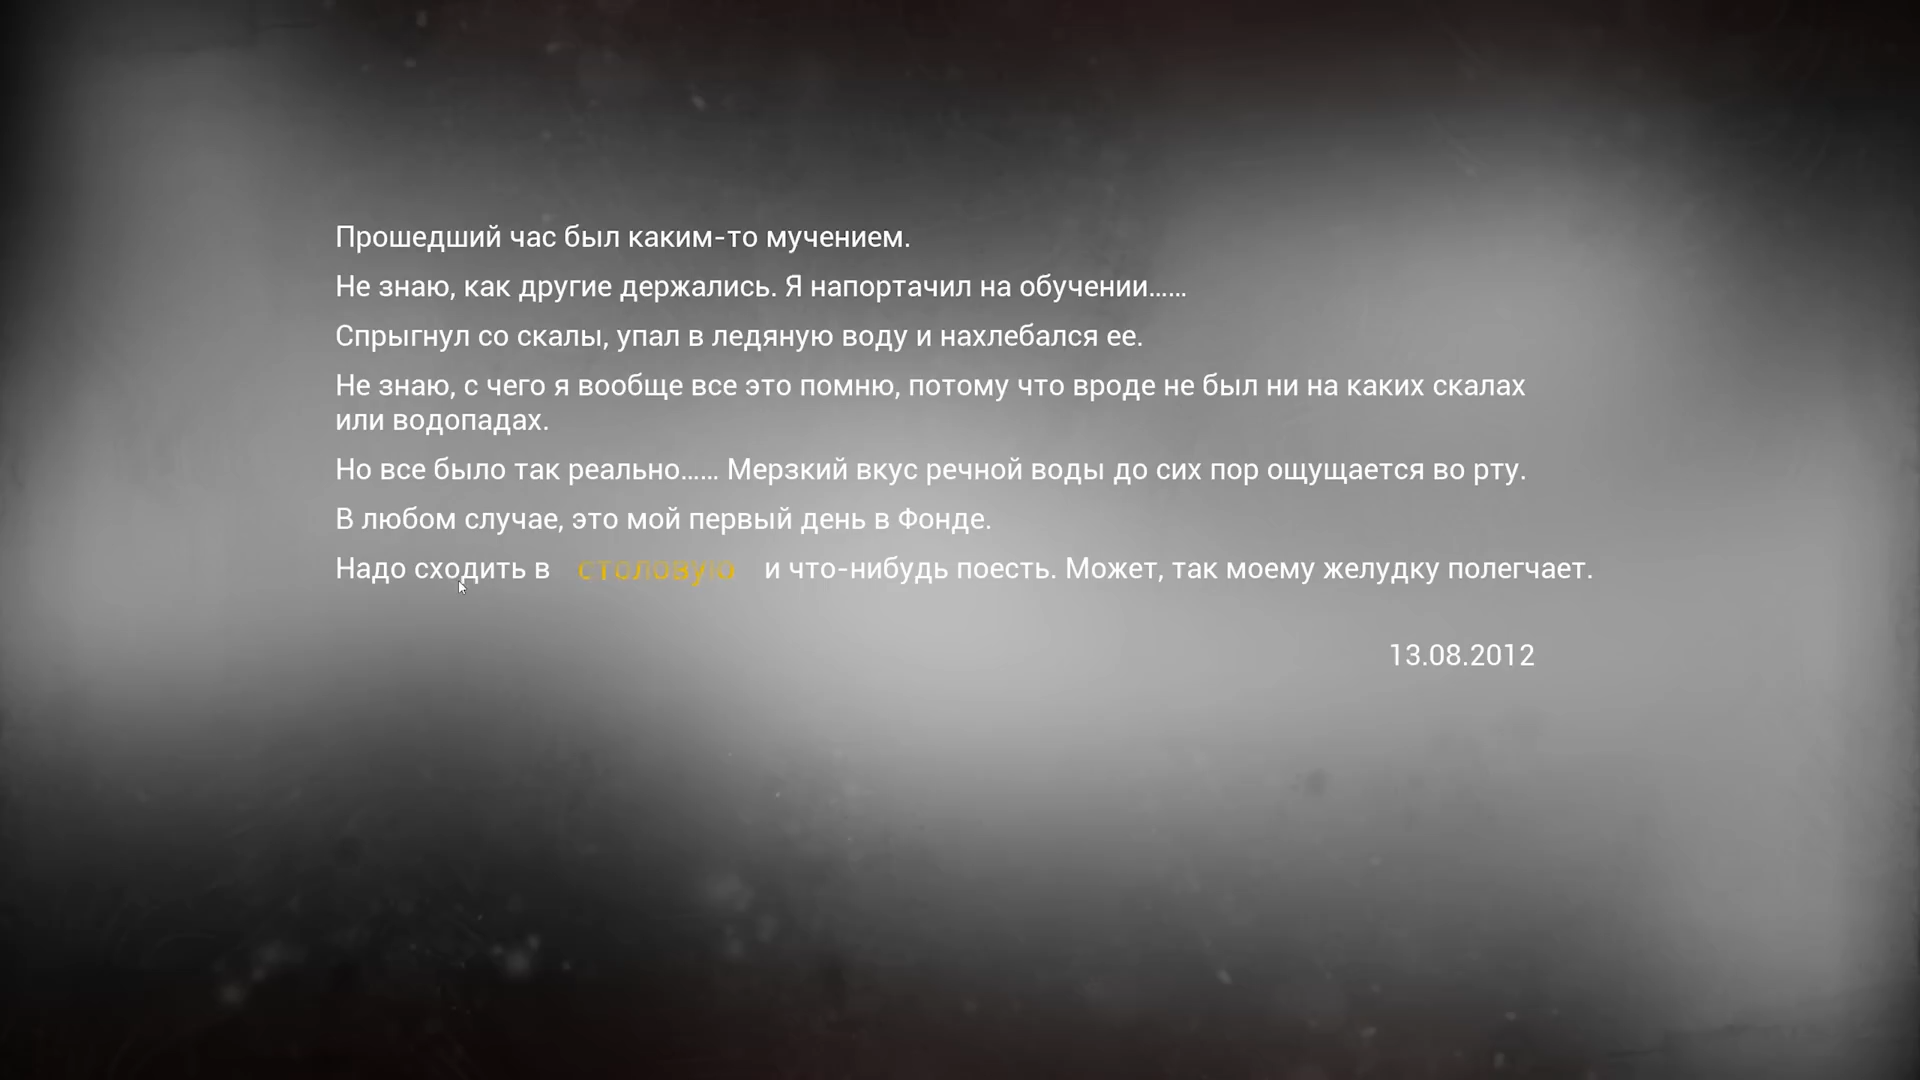 Прошедший час был каким-то мучением.
Не знаю, как другие держались. Я напортачил на обучении......
Спрыгнул со скалы, упал в ледяную воду и нахлебался ее.
Не знаю, с чего я вообще все это помню, потому что вроде не был ни на каких скалах
или водопадах.
Но все было так реально...... Мерзкий вкус речной воды до сих пор ощущается во рту.
В любом случае, это мой первый день в Фонде.
Надо сходить в столовую и что-нибудь поесть. Может, так моему желудку полегчает.
13.08.2012